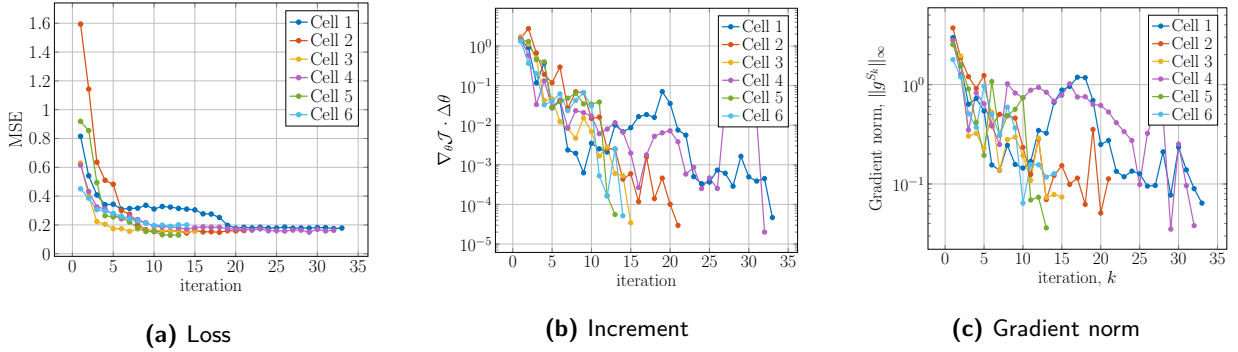 1.6
1.4
1.2
1
0.8
0.6
0.4
0.2
0
MSE
0 5 10 15 20 25 30 35
iteration
Cell 1
Cell 2
Cell 3
Cell 4
Cell 5
Cell 6
(a) Loss
10^0
10^−1
10^−2
10^−3
10^−4
10^−5
∇_θ𝒥 · Δθ
0 5 10 15 20 25 30 35
iteration
Cell 1
Cell 2
Cell 3
Cell 4
Cell 5
Cell 6
(b) Increment
10^0
10^−1
Gradient norm, ‖g^{S_k}‖_∞
0 5 10 15 20 25 30 35
iteration, k
Cell 1
Cell 2
Cell 3
Cell 4
Cell 5
Cell 6
(c) Gradient norm